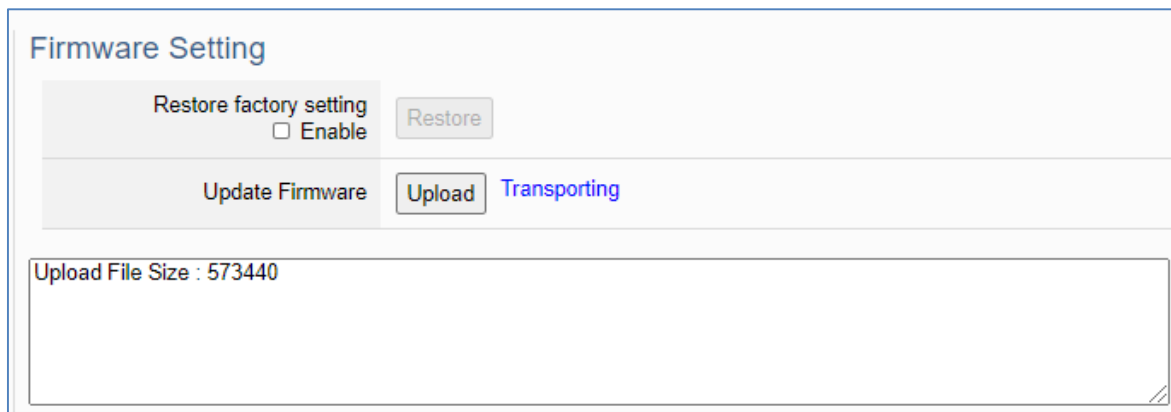 Firmware Setting
Restore factory setting
Enable
Restore
Update Firmware
Upload
Transporting
Upload File Size : 573440